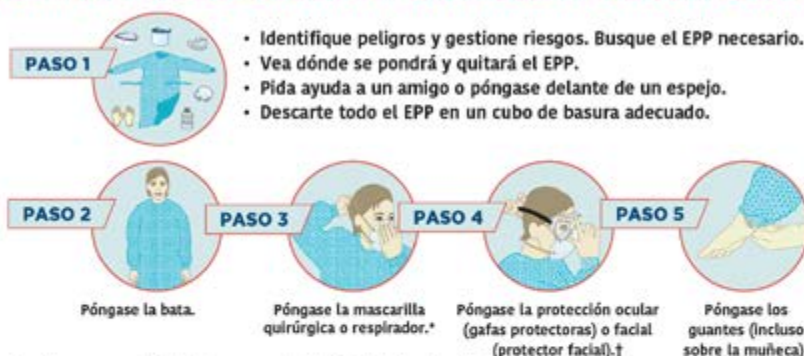 PASO 1
• Identifique peligros y gestione riesgos. Busque el EPP necesario.
• Vea dónde se pondrá y quitará el EPP.
• Pida ayuda a un amigo o póngase delante de un espejo.
• Descarte todo el EPP en un cubo de basura adecuado.
PASO 2
PASO 3
PASO 4
PASO 5
Póngase la bata.
Póngase la mascarilla
quirúrgica o respirador.*
Póngase la protección ocular
(gafas protectoras) o facial
(protector facial).†
Póngase los
guantes (incluso
sobre la muñeca)